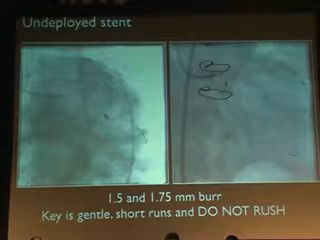 Undeployed stent
1.5 and 1.75 mm burr
Key is gentle, short runs and DO NOT RUSH